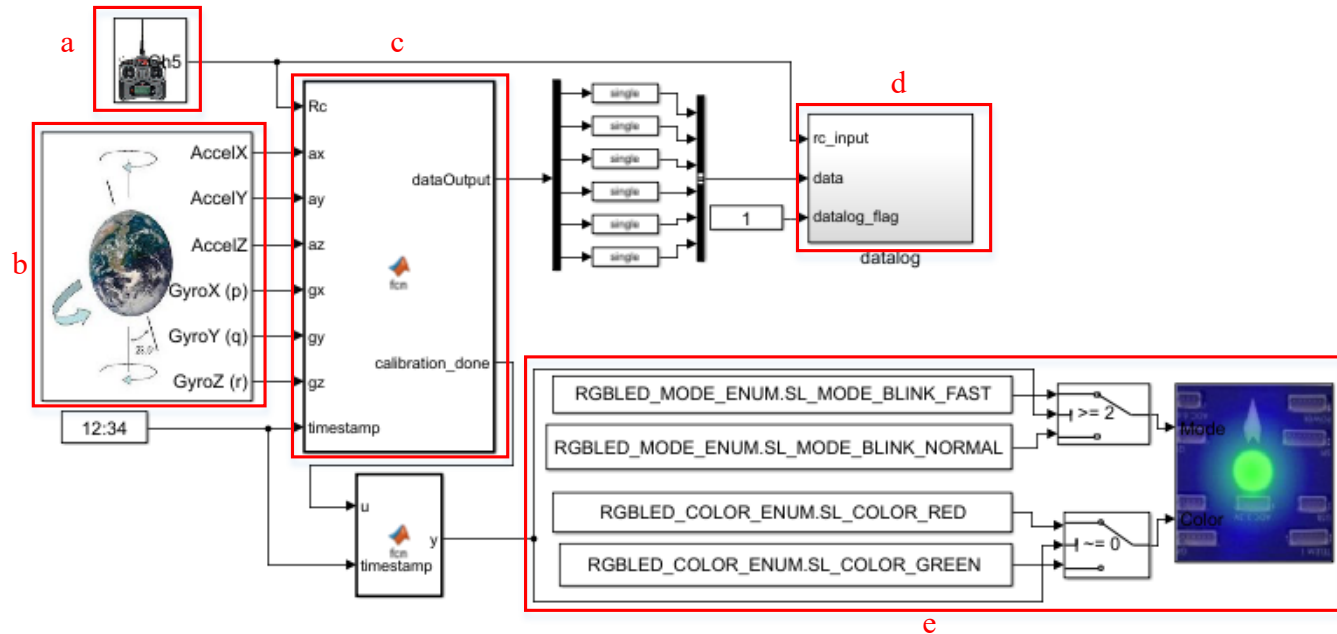 a
Ch5
b
AccelX
AccelY
AccelZ
GyroX (p)
GyroY (q)
GyroZ (r)
12:34
c
Rc
ax
ay
az
gx
gy
gz
timestamp
dataOutput
fcn
calibration_done
u
timestamp
fcn
y
single
single
single
single
single
single
1
d
rc_input
data
datalog_flag
datalog
RGBLED_MODE_ENUM.SL_MODE_BLINK_FAST
RGBLED_MODE_ENUM.SL_MODE_BLINK_NORMAL
RGBLED_COLOR_ENUM.SL_COLOR_RED
RGBLED_COLOR_ENUM.SL_COLOR_GREEN
>= 2
~= 0
Mode
Color
e